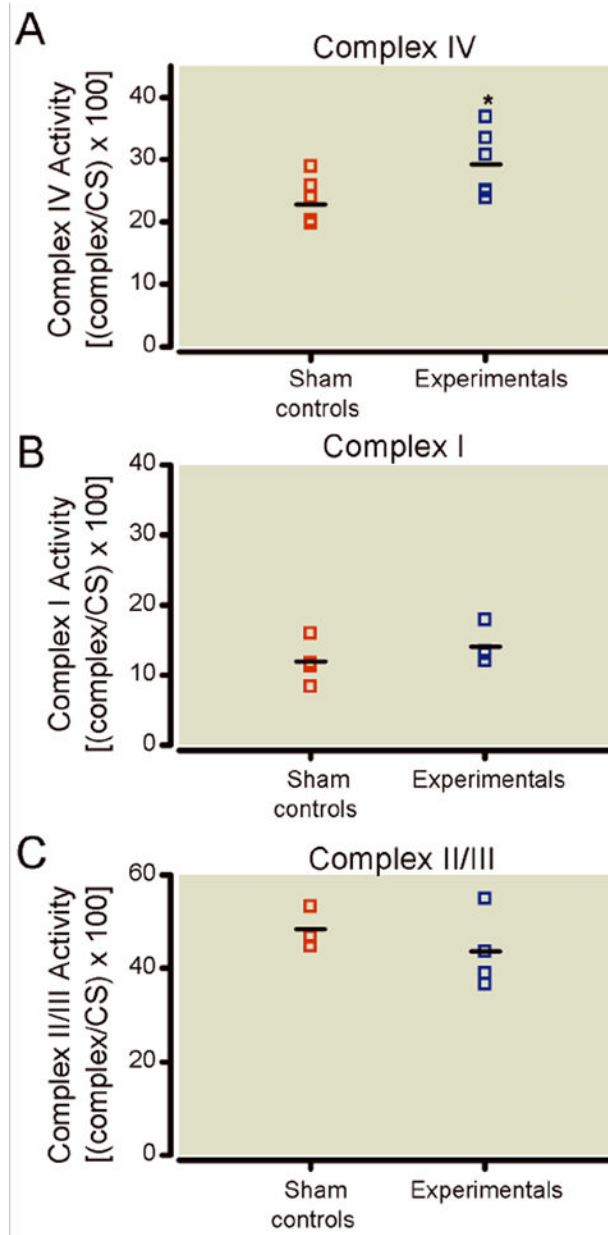 A
Complex IV
Complex IV Activity
[(complex/CS) x 100]
40
30
20
10
0
*
Sham
controls
Experimentals
B
Complex I
Complex I Activity
[(complex/CS) x 100]
40
30
20
10
0
Sham
controls
Experimentals
C
Complex II/III
Complex II/III Activity
[(complex/CS) x 100]
60
40
20
0
Sham
controls
Experimentals